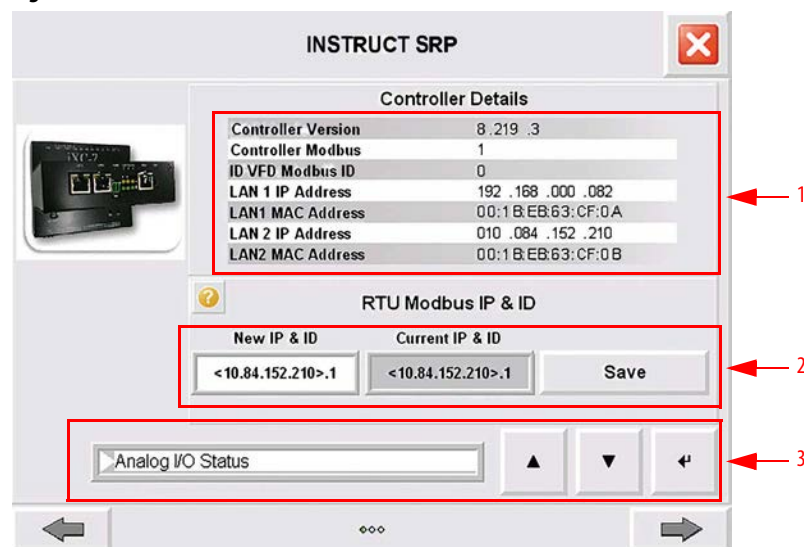 INSTRUCT SRP
Controller Details
Controller Version 8.219 .3
Controller Modbus 1
ID VFD Modbus ID 0
LAN 1 IP Address 192 .168 .000 .082
LAN1 MAC Address 00:1B:EB:63:CF:0A
LAN 2 IP Address 010 .084 .152 .210
LAN2 MAC Address 00:1B:EB:63:CF:0B
1
iXC-7
RTU Modbus IP & ID
New IP & ID Current IP & ID
<10.84.152.210>.1 <10.84.152.210>.1 Save
2
Analog I/O Status
3